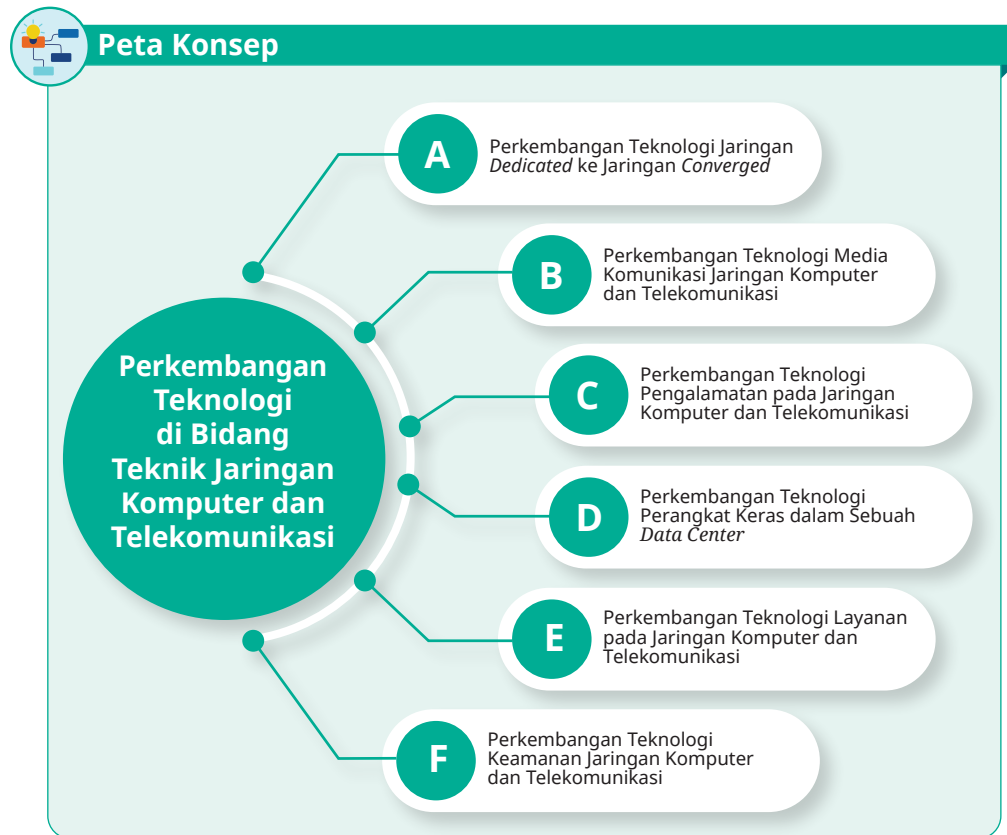 Peta Konsep
A
Perkembangan Teknologi Jaringan
Dedicated ke Jaringan Converged
B
Perkembangan Teknologi Media
Komunikasi Jaringan Komputer
dan Telekomunikasi
Perkembangan
Teknologi
di Bidang
Teknik Jaringan
Komputer dan
Telekomunikasi
C
Perkembangan Teknologi
Pengalamatan pada Jaringan
Komputer dan Telekomunikasi
D
Perkembangan Teknologi
Perangkat Keras dalam Sebuah
Data Center
E
Perkembangan Teknologi Layanan
pada Jaringan Komputer dan
Telekomunikasi
F
Perkembangan Teknologi
Keamanan Jaringan Komputer
dan Telekomunikasi